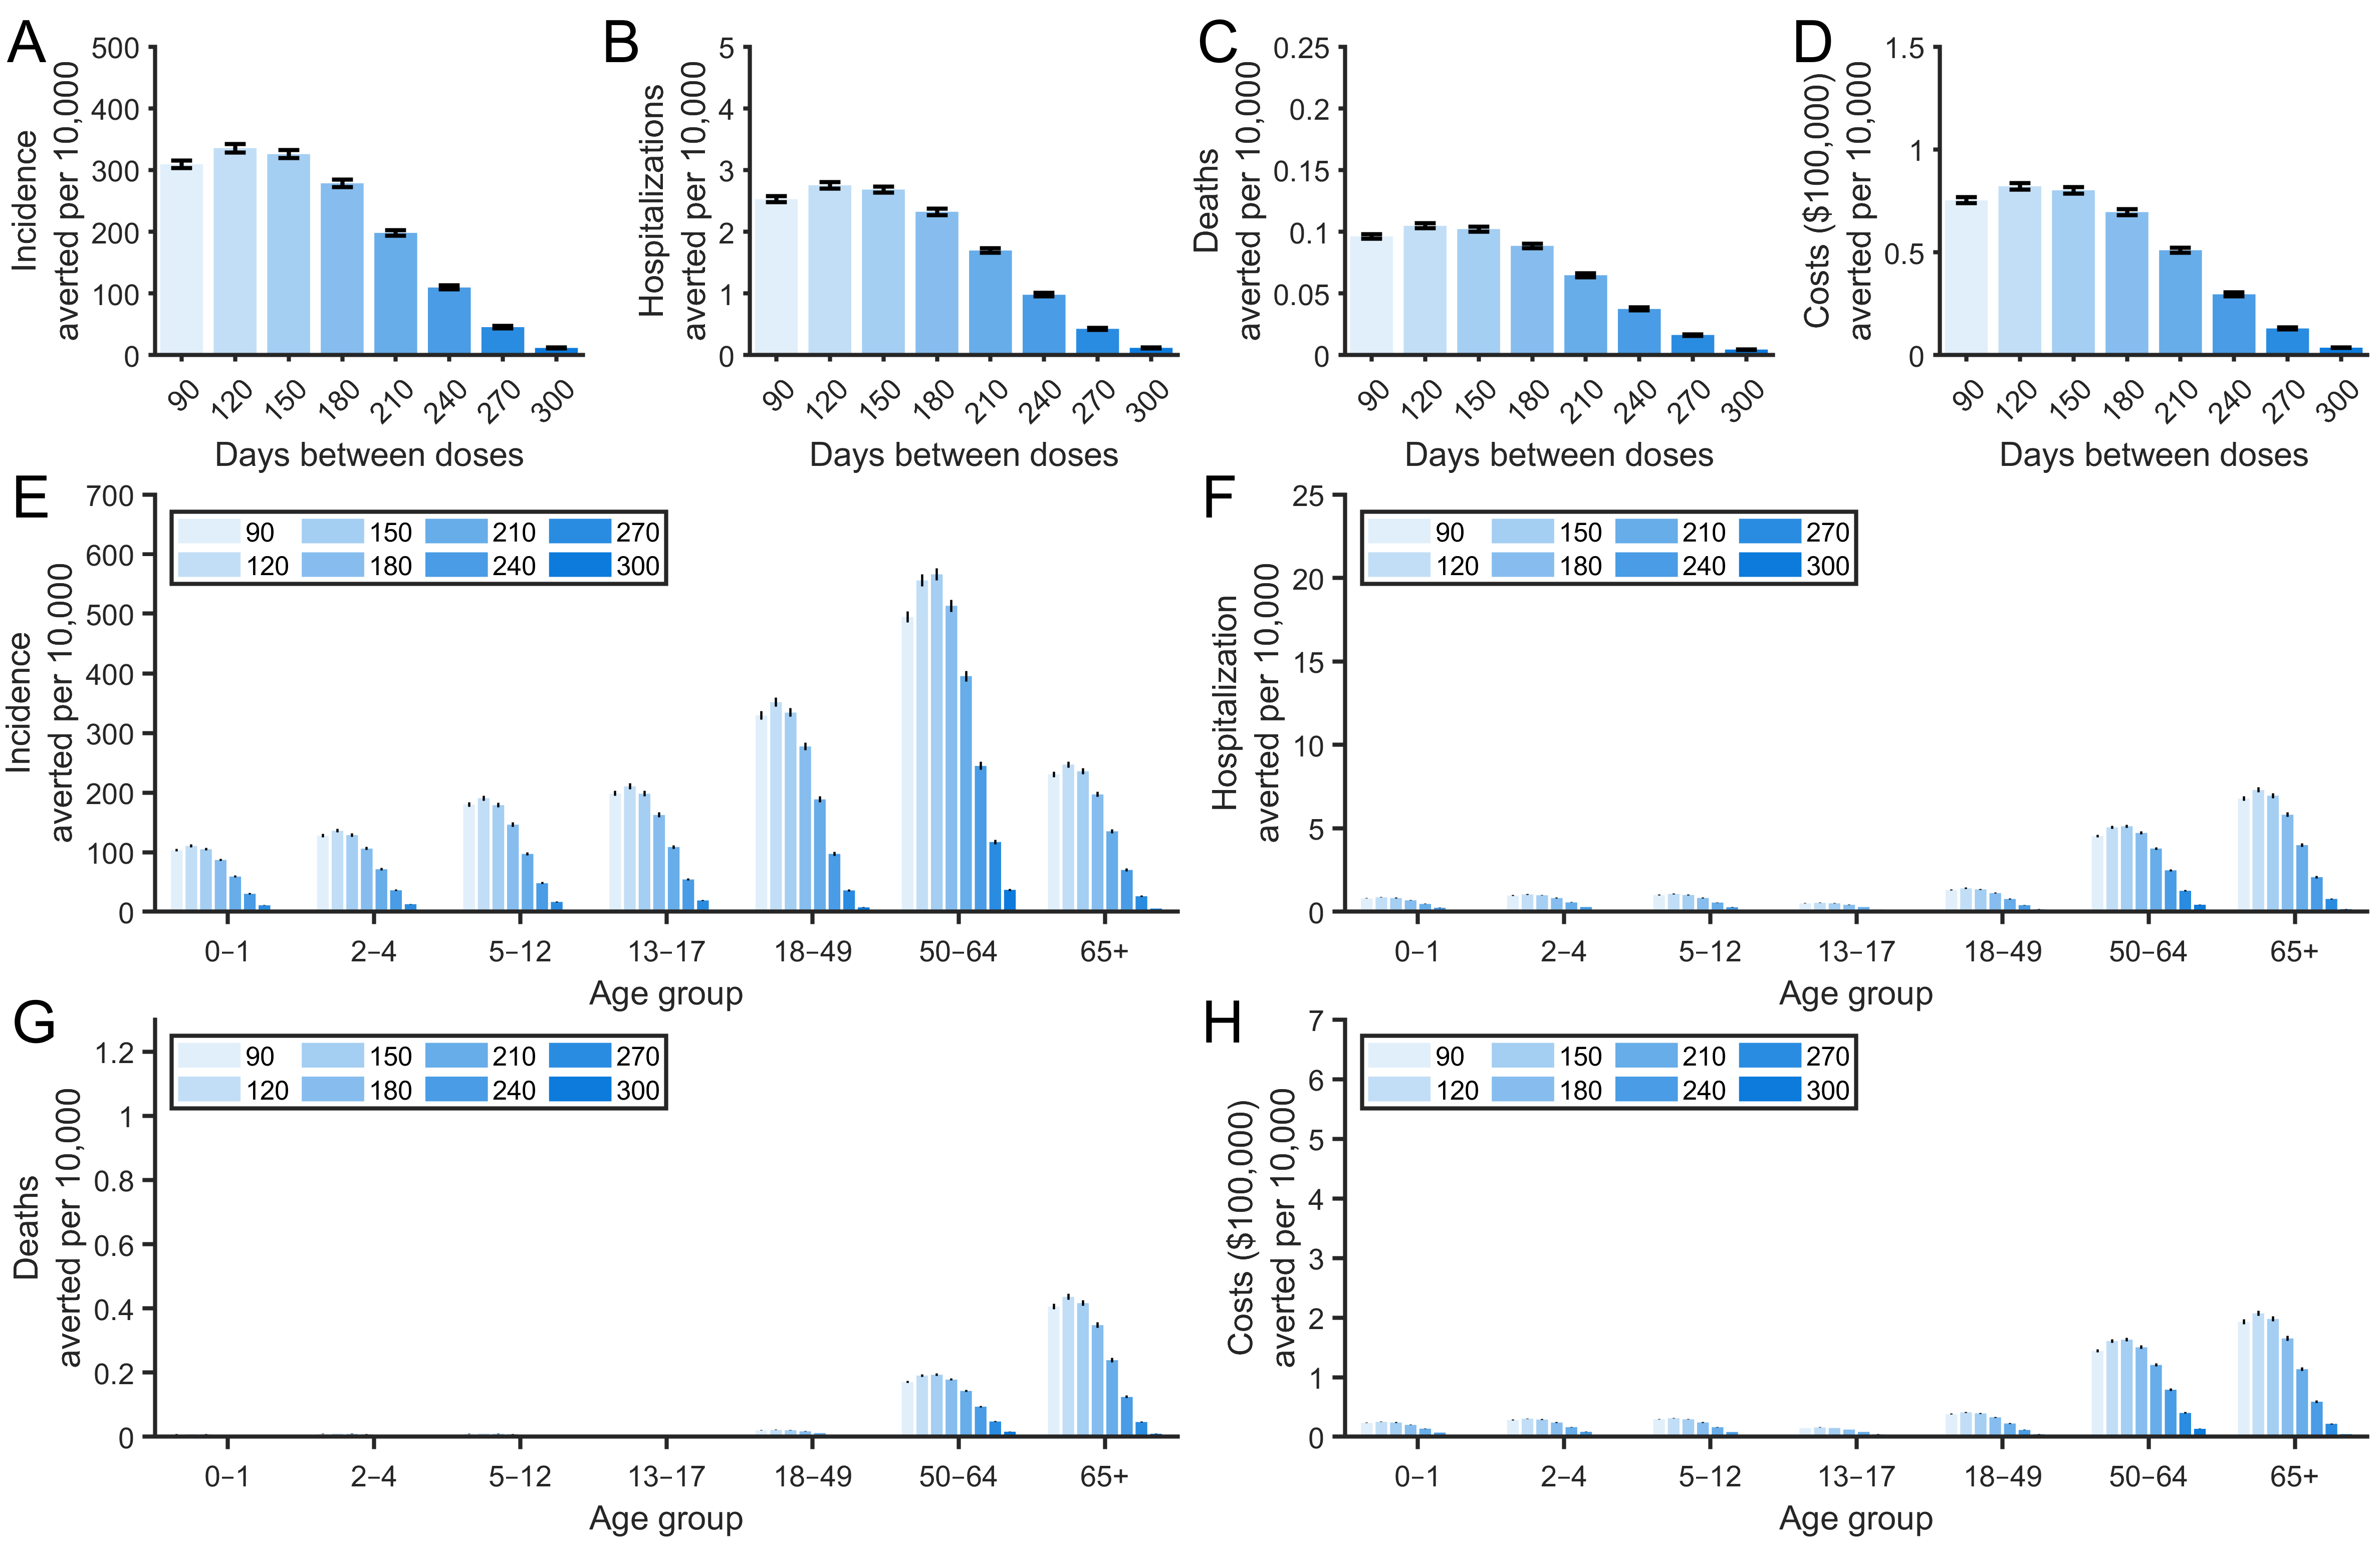 A
Incidence
averted per 10,000
500
400
300
200
100
0
90 120 150 180 210 240 270 300
Days between doses
B
Hospitalizations
averted per 10,000
5
4
3
2
1
0
90 120 150 180 210 240 270 300
Days between doses
C
Deaths
averted per 10,000
0.25
0.2
0.15
0.1
0.05
0
90 120 150 180 210 240 270 300
Days between doses
D
Costs ($100,000)
averted per 10,000
1.5
1
0.5
0
90 120 150 180 210 240 270 300
Days between doses
E
Incidence
averted per 10,000
700
600
500
400
300
200
100
0
90 150 210 270
120 180 240 300
0–1 2–4 5–12 13–17 18–49 50–64 65+
Age group
F
Hospitalization
averted per 10,000
25
20
15
10
5
0
90 150 210 270
120 180 240 300
0–1 2–4 5–12 13–17 18–49 50–64 65+
Age group
G
Deaths
averted per 10,000
1.2
1
0.8
0.6
0.4
0.2
0
90 150 210 270
120 180 240 300
0–1 2–4 5–12 13–17 18–49 50–64 65+
Age group
H
Costs ($100,000)
averted per 10,000
7
6
5
4
3
2
1
0
90 150 210 270
120 180 240 300
0–1 2–4 5–12 13–17 18–49 50–64 65+
Age group